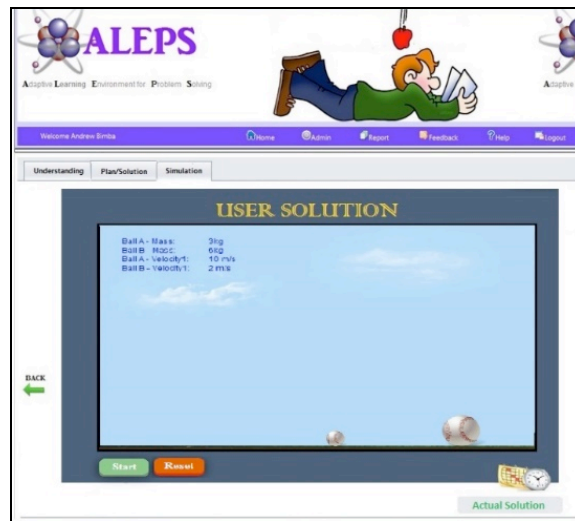 ALEPS
Adaptive Learning Environment for Problem Solving
Adaptive
Welcome Andrew Bimba Home Admin Report Feedback Help Logout
Understanding Plan/Solution Simulation
USER SOLUTION
Ball A - Mass: 3kg
Ball B - Mass: 6kg
Ball A - Velocity1: 10 m/s
Ball B - Velocity1: 2 m/s
BACK
Start Reset
Actual Solution